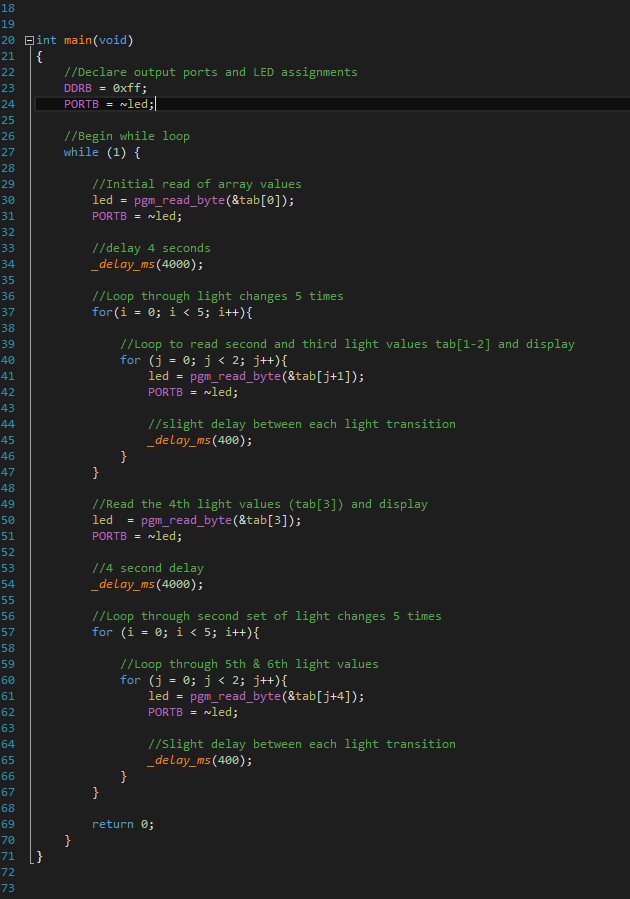 18
19
20 int main(void)
21 {
22 //Declare output ports and LED assignments
23 DDRB = 0xff;
24 PORTB = ~led;
25
26 //Begin while loop
27 while (1) {
28
29 //Initial read of array values
30 led = pgm_read_byte(&tab[0]);
31 PORTB = ~led;
32
33 //delay 4 seconds
34 _delay_ms(4000);
35
36 //Loop through light changes 5 times
37 for(i = 0; i < 5; i++){
38
39 //Loop to read second and third light values tab[1-2] and display
40 for (j = 0; j < 2; j++){
41 led = pgm_read_byte(&tab[j+1]);
42 PORTB = ~led;
43
44 //slight delay between each light transition
45 _delay_ms(400);
46 }
47 }
48
49 //Read the 4th light values (tab[3]) and display
50 led  = pgm_read_byte(&tab[3]);
51 PORTB = ~led;
52
53 //4 second delay
54 _delay_ms(4000);
55
56 //Loop through second set of light changes 5 times
57 for (i = 0; i < 5; i++){
58
59 //Loop through 5th & 6th light values
60 for (j = 0; j < 2; j++){
61 led = pgm_read_byte(&tab[j+4]);
62 PORTB = ~led;
63
64 //Slight delay between each light transition
65 _delay_ms(400);
66 }
67 }
68
69 return 0;
70 }
71 }
72
73